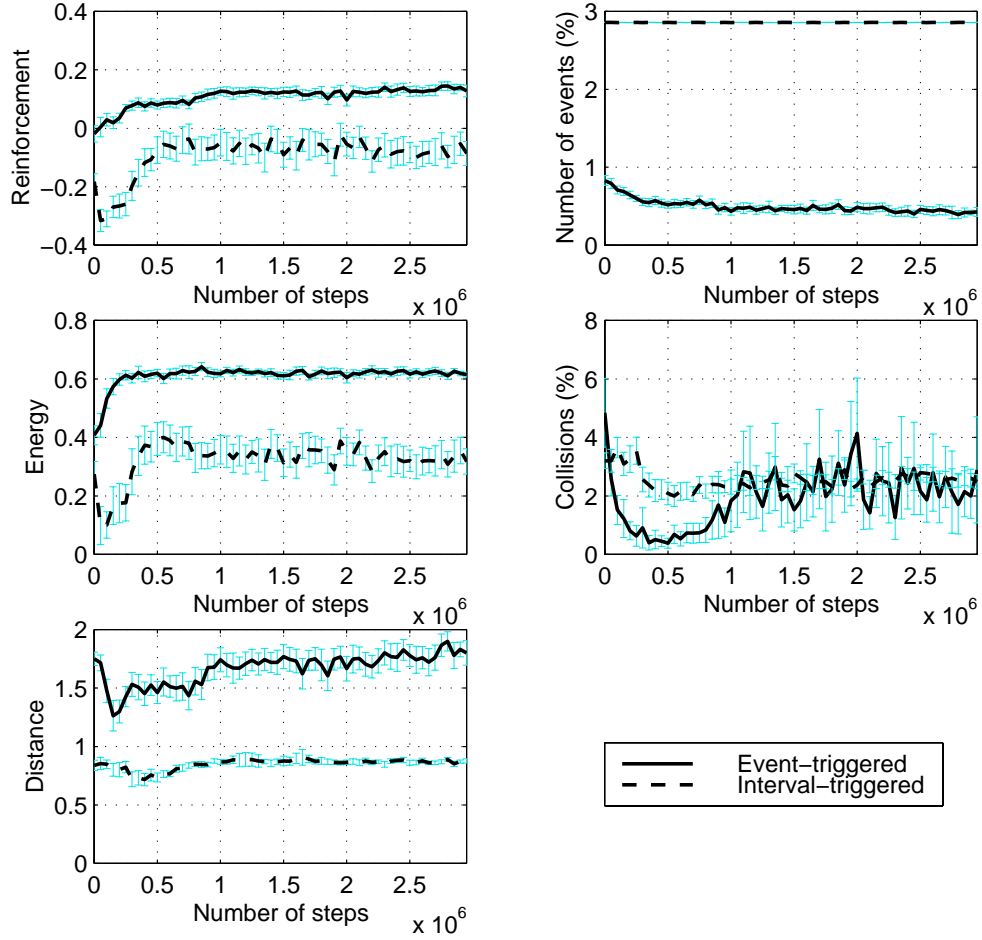 0.4
0.2
0
−0.2
−0.4
Reinforcement
0 0.5 1 1.5 2 2.5
Number of steps
x 10^6
3
2
1
0
Number of events (%)
0 0.5 1 1.5 2 2.5
Number of steps
x 10^6
0.8
0.6
0.4
0.2
0
Energy
0 0.5 1 1.5 2 2.5
Number of steps
x 10^6
8
6
4
2
0
Collisions (%)
0 0.5 1 1.5 2 2.5
Number of steps
x 10^6
2
1.5
1
0.5
0
Distance
0 0.5 1 1.5 2 2.5
Number of steps
x 10^6
Event−triggered
Interval−triggered